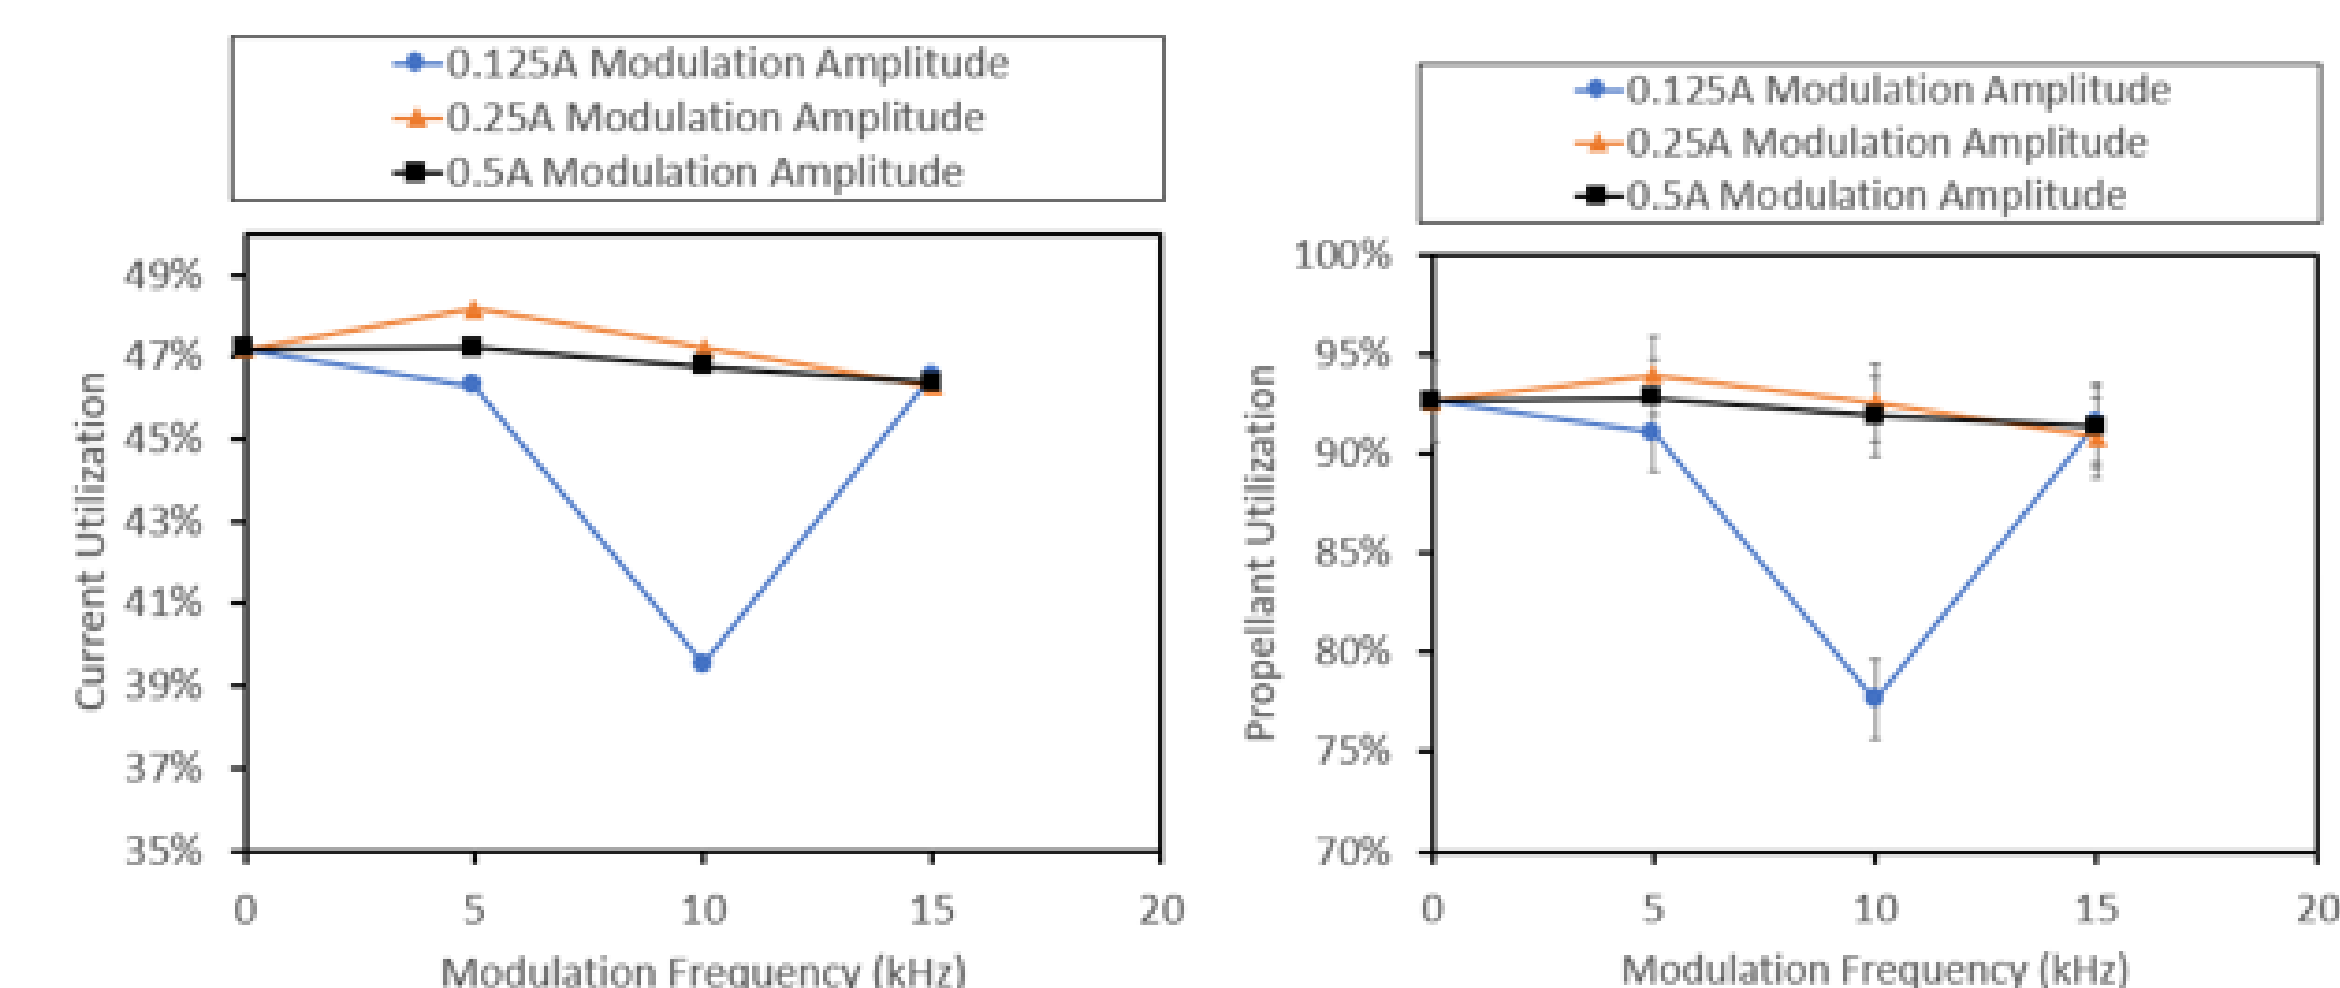 0.125A Modulation Amplitude
0.25A Modulation Amplitude
0.5A Modulation Amplitude
49%
47%
45%
43%
41%
39%
37%
35%
Current Utilization
0 5 10 15 20
Modulation Frequency (kHz)
0.125A Modulation Amplitude
0.25A Modulation Amplitude
0.5A Modulation Amplitude
100%
95%
90%
85%
80%
75%
70%
Propellant Utilization
0 5 10 15 20
Modulation Frequency (kHz)